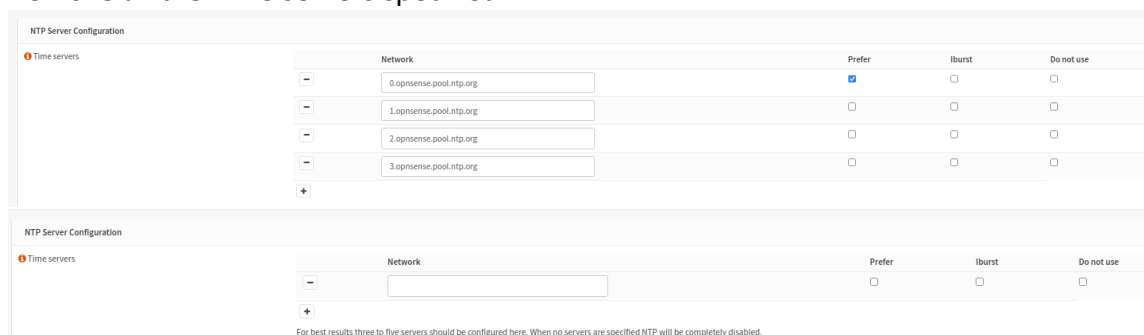 NTP Server Configuration
Time servers
Network Prefer Iburst Do not use
0.opnsense.pool.ntp.org
1.opnsense.pool.ntp.org
2.opnsense.pool.ntp.org
3.opnsense.pool.ntp.org
NTP Server Configuration
Time servers
Network Prefer Iburst Do not use
For best results three to five servers should be configured here. When no servers are specified NTP will be completely disabled.